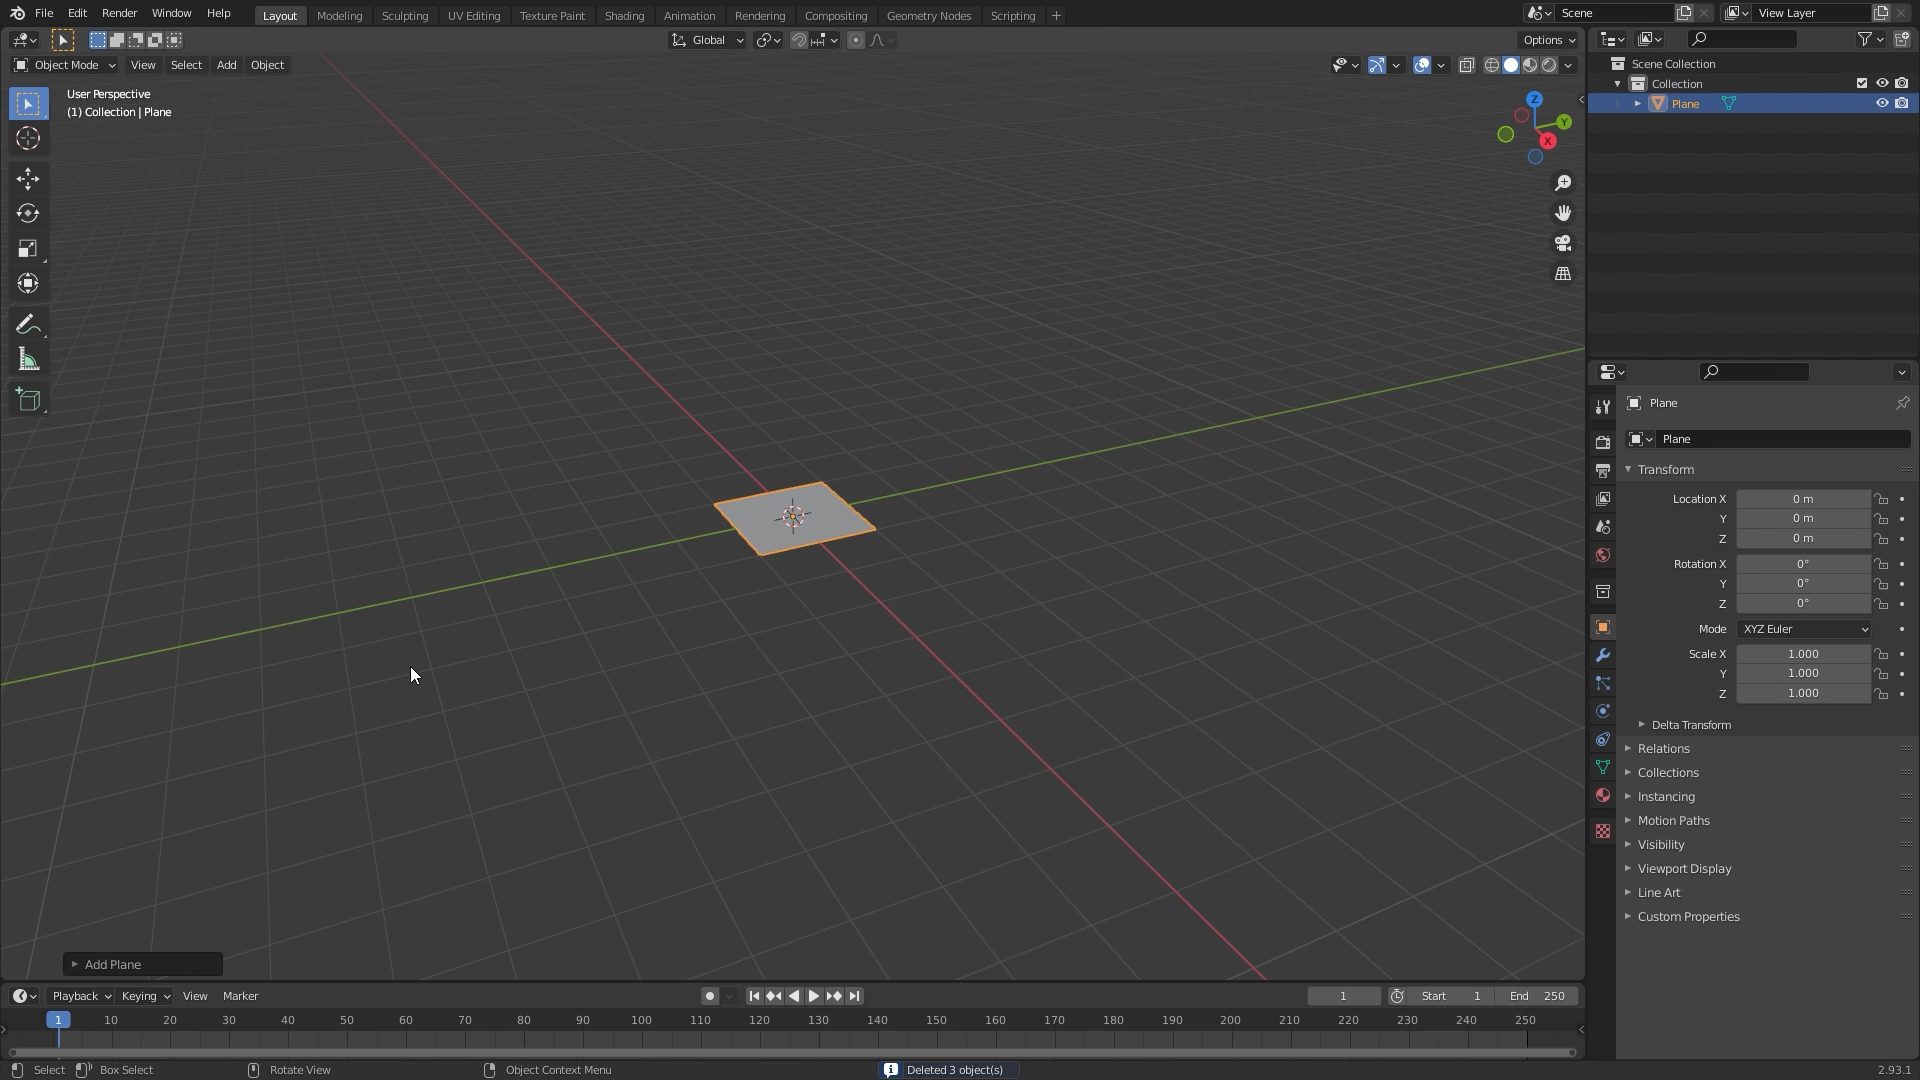 File Edit Render Window Help
Layout Modeling Sculpting UV Editing Texture Paint Shading Animation Rendering Compositing Geometry Nodes Scripting +
Scene
View Layer
Global
Options
Object Mode View Select Add Object
User Perspective
(1) Collection | Plane
Z
Y
X
Scene Collection
Collection
Plane
Plane
Plane
Transform
Location X 0 m
Y 0 m
Z 0 m
Rotation X 0°
Y 0°
Z 0°
Mode XYZ Euler
Scale X 1.000
Y 1.000
Z 1.000
Delta Transform
Relations
Collections
Instancing
Motion Paths
Visibility
Viewport Display
Line Art
Custom Properties
Add Plane
Playback Keying View Marker
1
Start 1 End 250
1 10 20 30 40 50 60 70 80 90 100 110 120 130 140 150 160 170 180 190 200 210 220 230 240 250
Select Box Select Rotate View Object Context Menu Deleted 3 object(s) 2.93.1